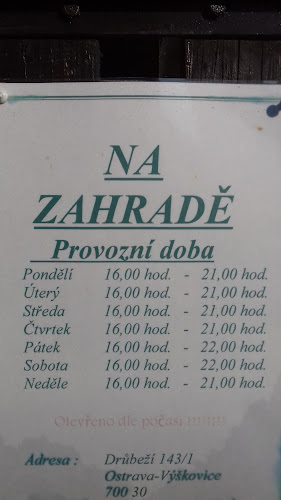 NA
ZAHRADĚ
Provozní doba
Pondělí 16,00 hod. - 21,00 hod.
Úterý 16,00 hod. - 21,00 hod.
Středa 16,00 hod. - 21,00 hod.
Čtvrtek 16,00 hod. - 21,00 hod.
Pátek 16,00 hod. - 22,00 hod.
Sobota 16,00 hod. - 22,00 hod.
Neděle 16,00 hod. - 21,00 hod.
Otevřeno dle počasí !!!!!!!
Adresa : Drůbeží 143/1
Ostrava-Výškovice
700 30